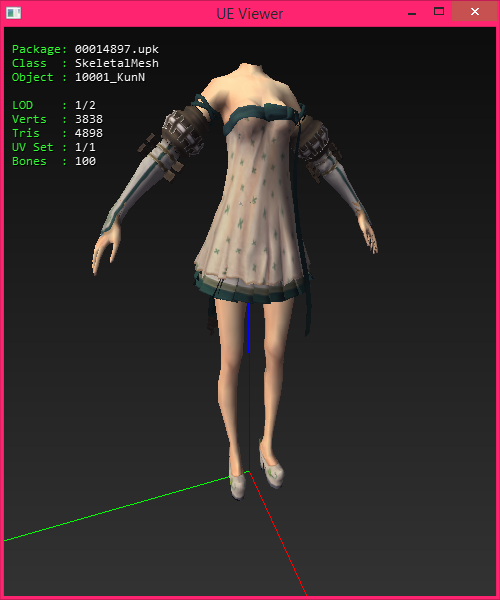 UE Viewer
Package: 00014897.upk
Class  : SkeletalMesh
Object : 10001_KunN
LOD    : 1/2
Verts  : 3838
Tris   : 4898
UV Set : 1/1
Bones  : 100